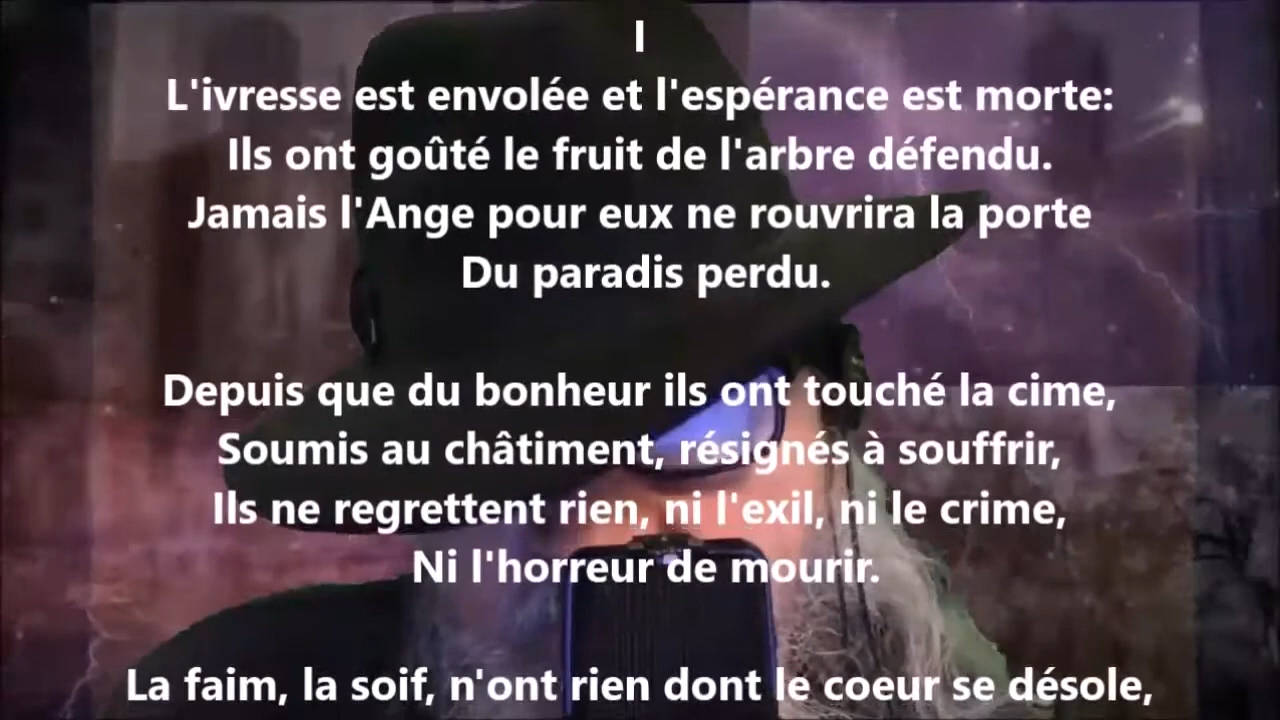 I
L'ivresse est envolée et l'espérance est morte:
Ils ont goûté le fruit de l'arbre défendu.
Jamais l'Ange pour eux ne rouvrira la porte
Du paradis perdu.
Depuis que du bonheur ils ont touché la cime,
Soumis au châtiment, résignés à souffrir,
Ils ne regrettent rien, ni l'exil, ni le crime,
Ni l'horreur de mourir.
La faim, la soif, n'ont rien dont le coeur se désole,